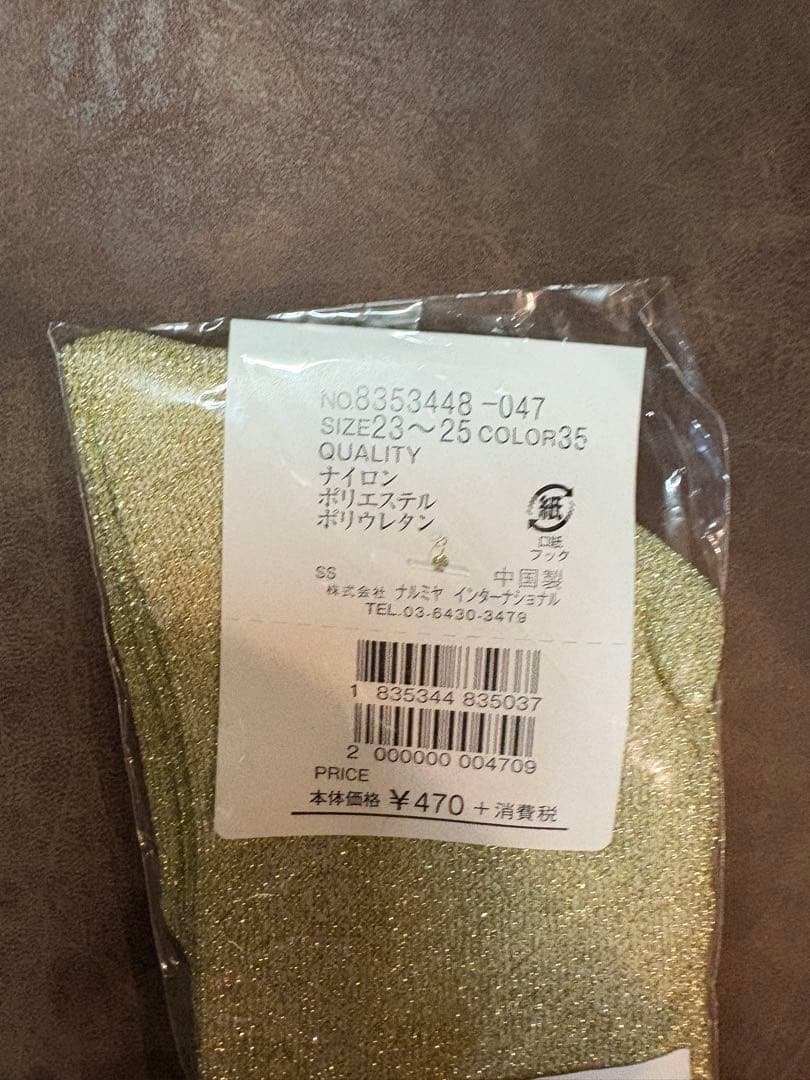 NO.8353448-047
SIZE23～25 COLOR35
QUALITY
ナイロン
ポリエステル
ポリウレタン
紙
口紙
フック
SS 中国製
株式会社 ナルミヤ インターナショナル
TEL.03-6430-3479
1 835344 835037
2 000000 004709
PRICE
本体価格 ¥470 +消費税